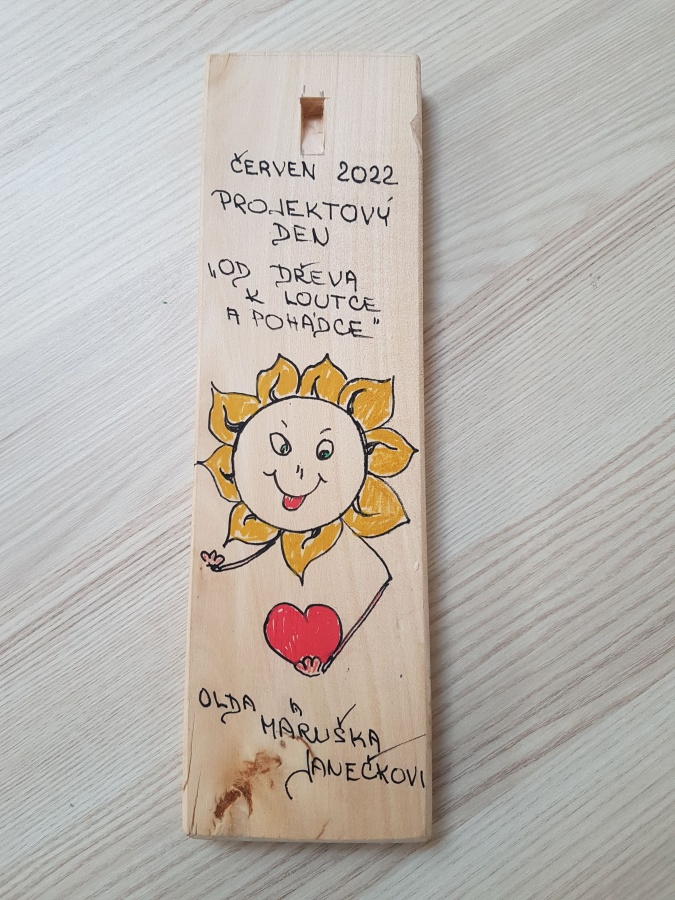 ČERVEN 2022
PROJEKTOVÝ
DEN
„OD DŘEVA
K LOUTCE
A POHÁDCE"
OLDA A
MARUŠKA
JANEČKOVI